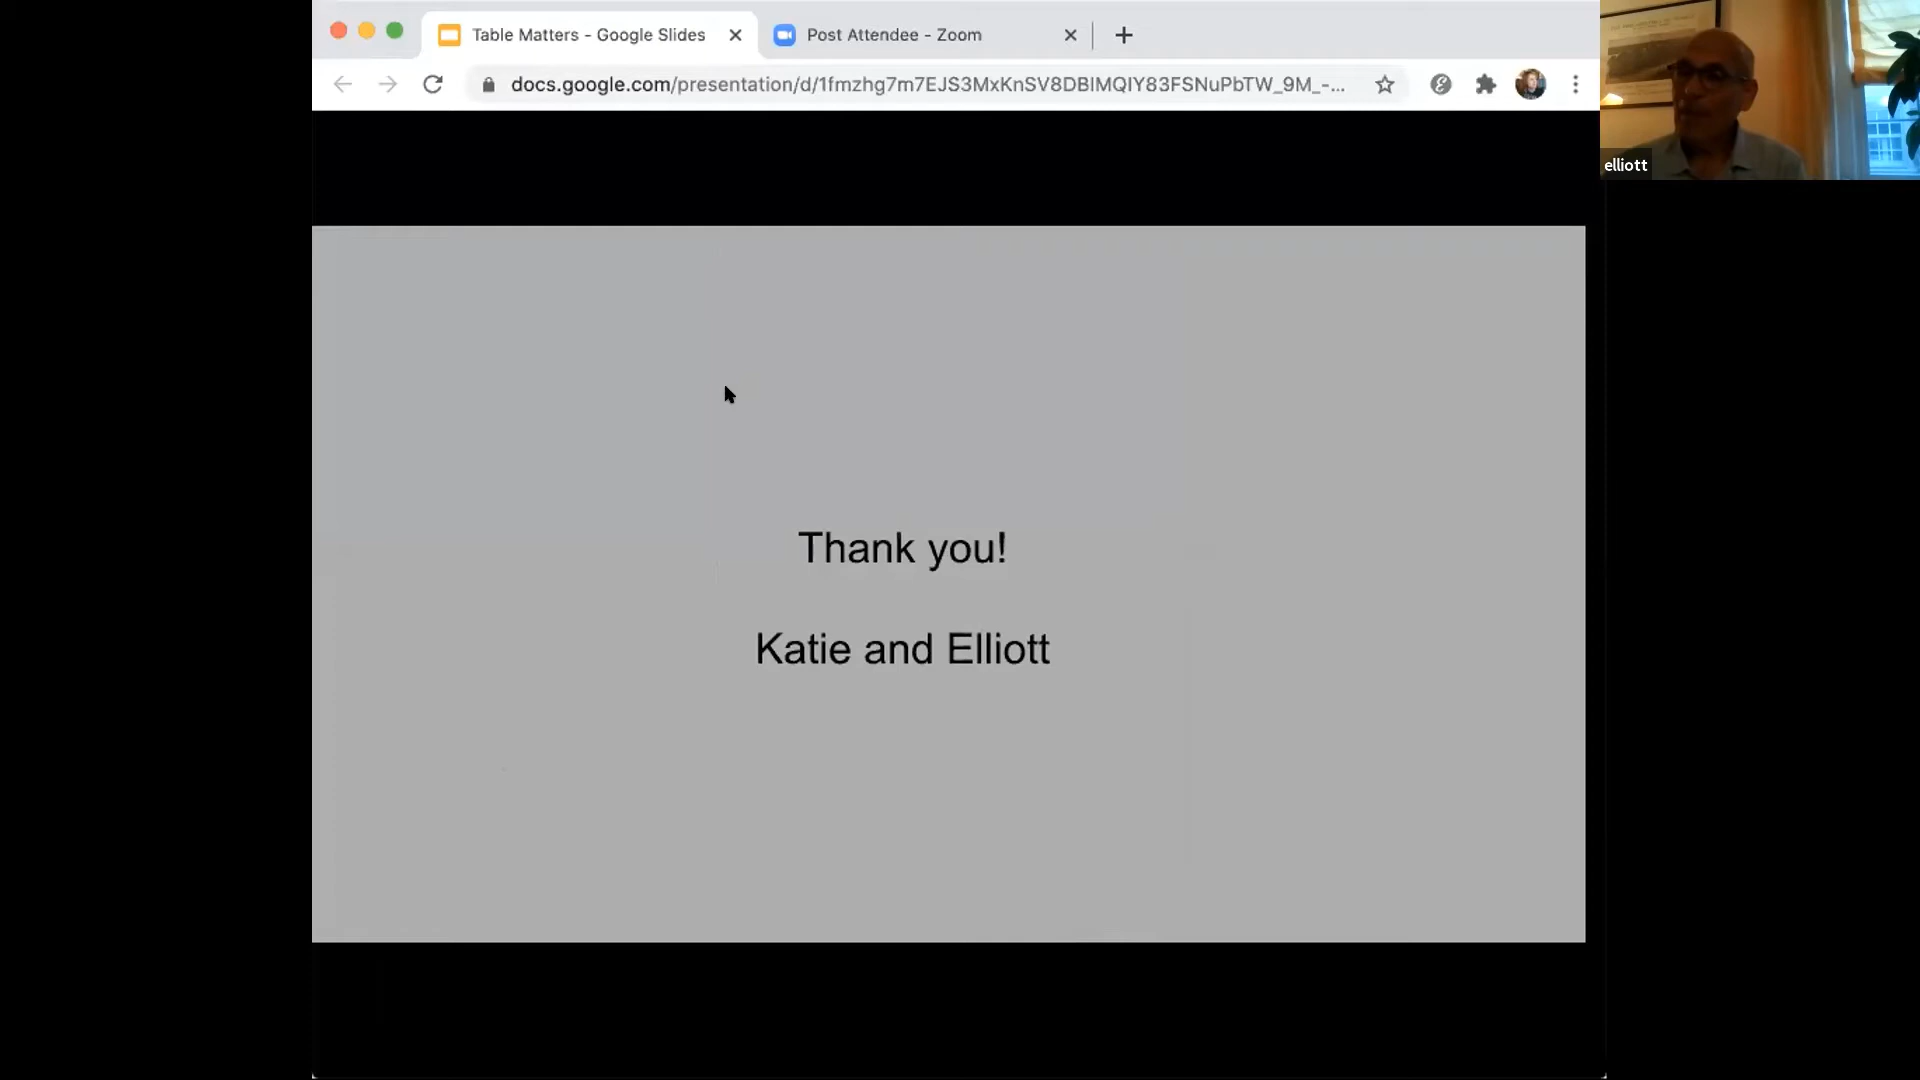 Table Matters - Google Slides
Post Attendee - Zoom
docs.google.com/presentation/d/1fmzhg7m7EJS3MxKnSV8DBIMQIY83FSNuPbTW_9M_-...
elliott
Thank you!
Katie and Elliott